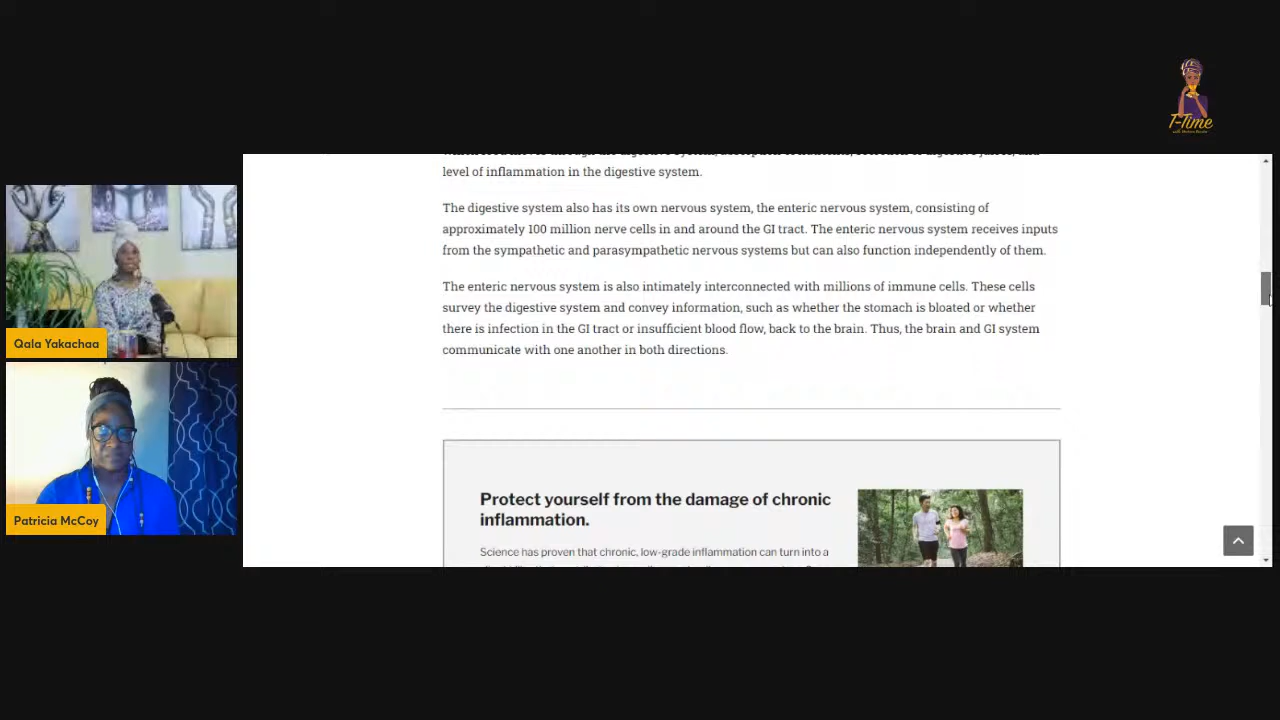 T-Time
level of inflammation in the digestive system.
The digestive system also has its own nervous system, the enteric nervous system, consisting of
approximately 100 million nerve cells in and around the GI tract. The enteric nervous system receives inputs
from the sympathetic and parasympathetic nervous systems but can also function independently of them.
The enteric nervous system is also intimately interconnected with millions of immune cells. These cells
survey the digestive system and convey information, such as whether the stomach is bloated or whether
there is infection in the GI tract or insufficient blood flow, back to the brain. Thus, the brain and GI system
communicate with one another in both directions.
Protect yourself from the damage of chronic
inflammation.
Science has proven that chronic, low-grade inflammation can turn into a
Qala Yakachaa
Patricia McCoy